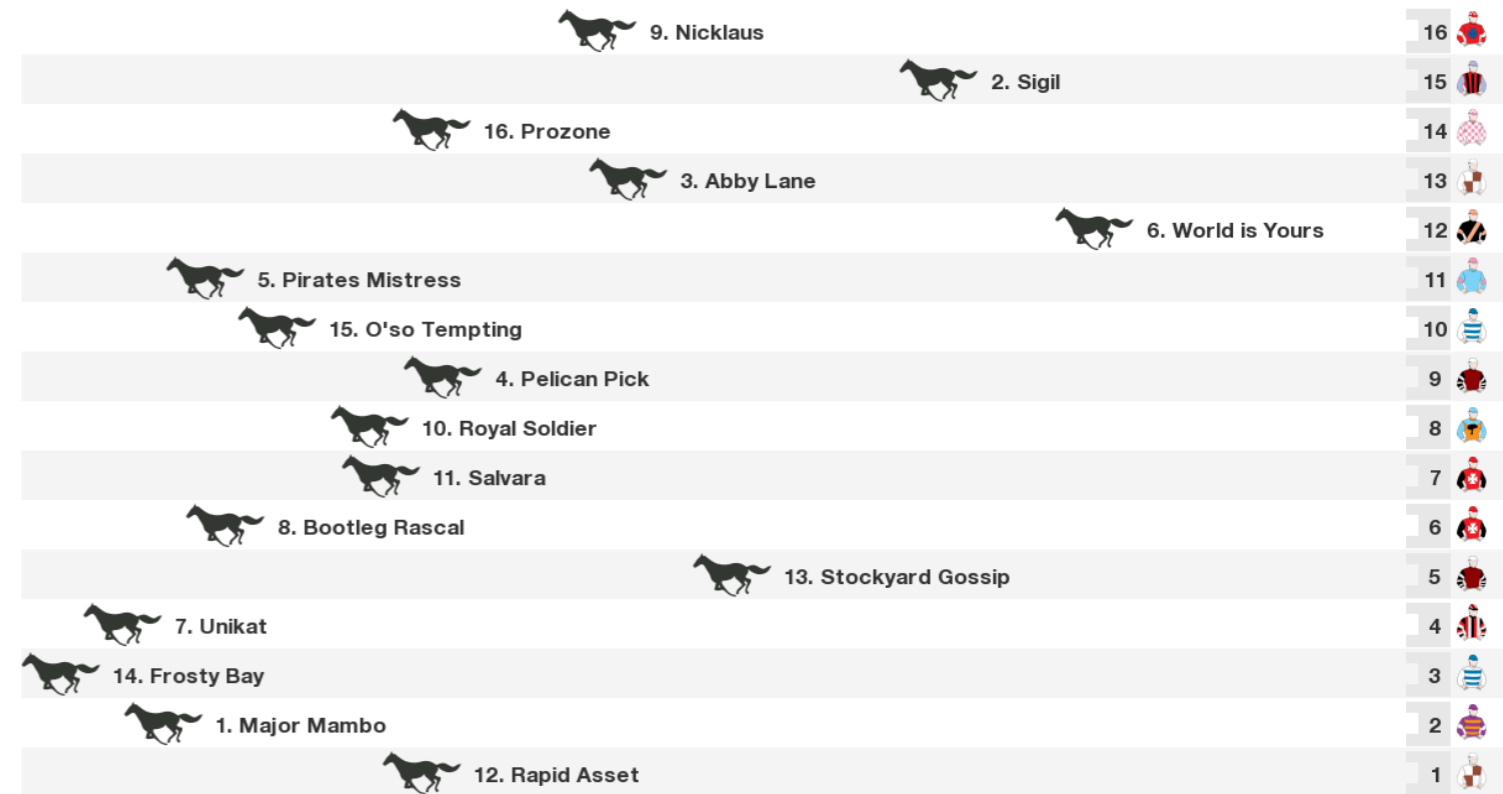 9. Nicklaus 16
2. Sigil 15
16. Prozone 14
3. Abby Lane 13
6. World is Yours 12
5. Pirates Mistress 11
15. O'so Tempting 10
4. Pelican Pick 9
10. Royal Soldier 8
11. Salvara 7
8. Bootleg Rascal 6
13. Stockyard Gossip 5
7. Unikat 4
14. Frosty Bay 3
1. Major Mambo 2
12. Rapid Asset 1